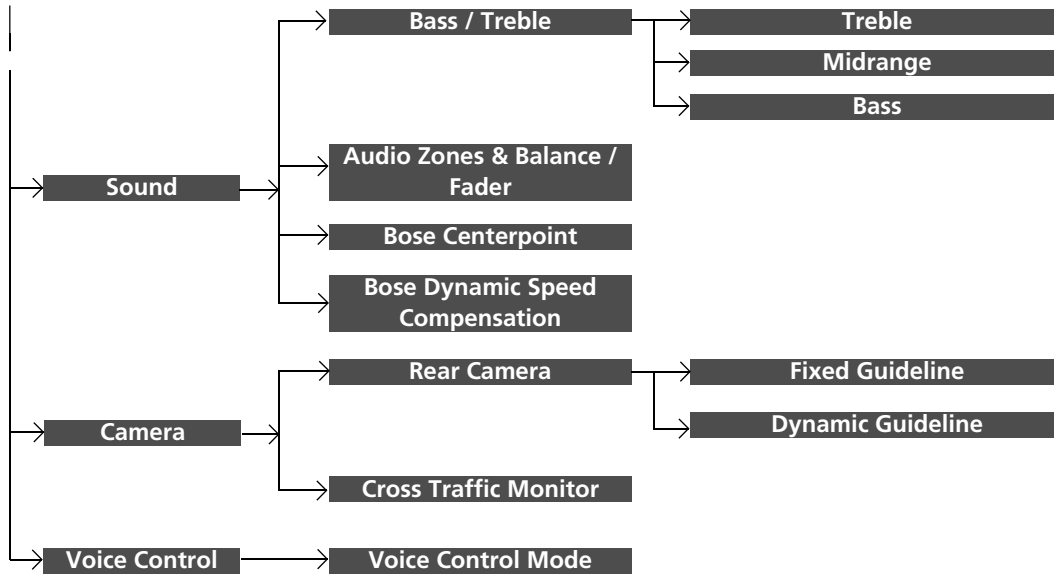 Bass / Treble
Treble
Midrange
Bass
Sound
Audio Zones & Balance /
Fader
Bose Centerpoint
Bose Dynamic Speed
Compensation
Camera
Rear Camera
Fixed Guideline
Dynamic Guideline
Cross Traffic Monitor
Voice Control
Voice Control Mode